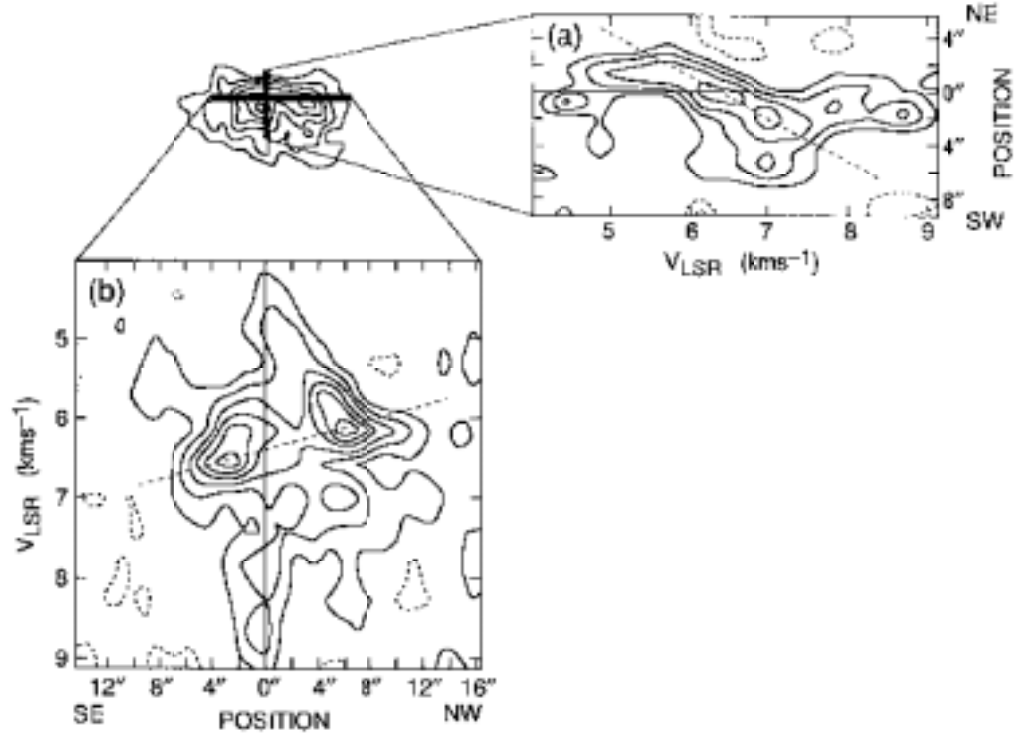 (a)
NE
4″
0″
4″
8″
POSITION
SW
5 6 7 8 9
VLSR (kms−1)
(b)
5
6
7
8
9
VLSR (kms−1)
12″ 8″ 4″ 0″ 4″ 8″ 12″ 16″
SE POSITION NW